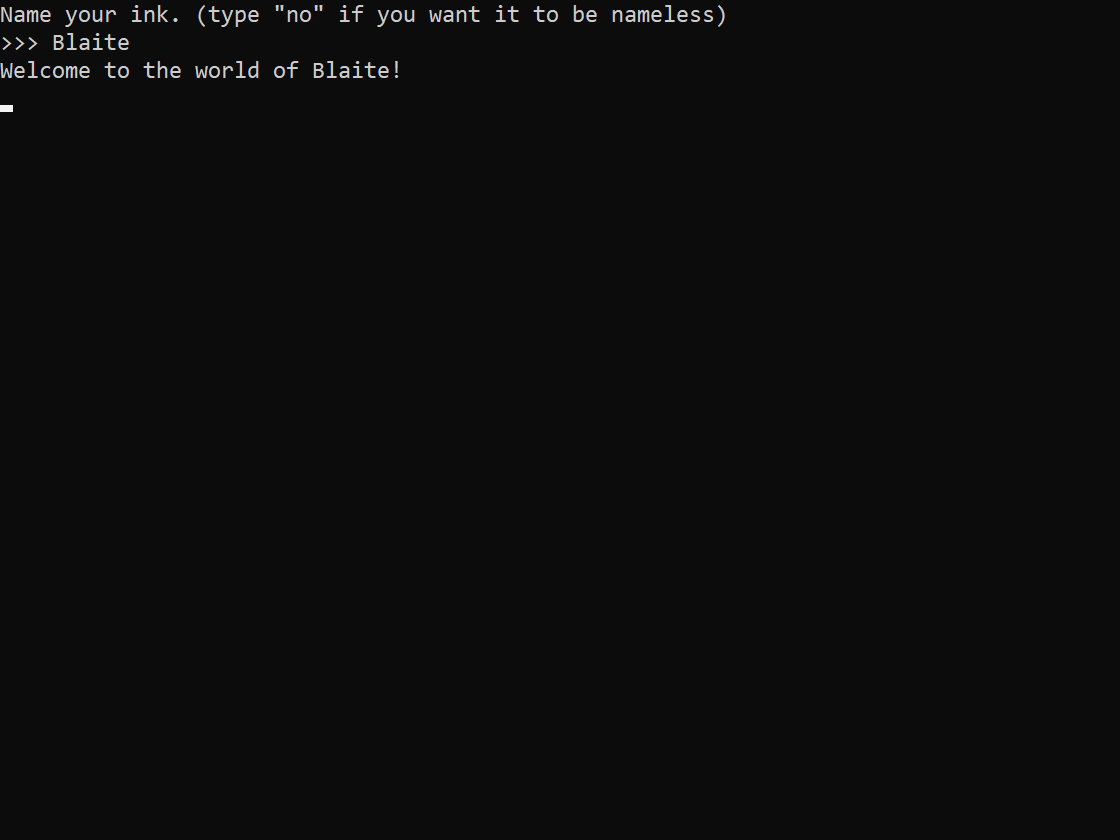 Name your ink. (type "no" if you want it to be nameless)
>>> Blaite
Welcome to the world of Blaite!